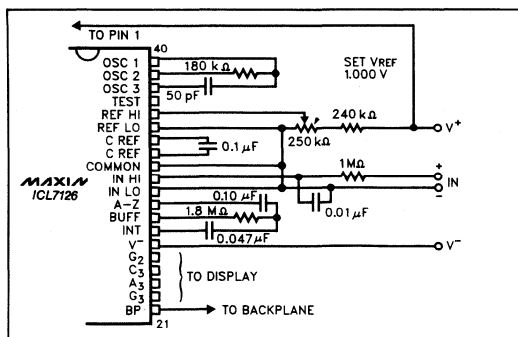 TO PIN 1
40
OSC 1
180 kΩ
OSC 2
OSC 3
50 pF
TEST
SET VREF
1.000 V
REF HI
REF LO
240 kΩ
V+
250 kΩ
C REF
0.1 μF
C REF
COMMON
1MΩ
+
IN HI
IN
MAXIM
ICL7126
IN LO
−
0.10 μF
0.01 μF
A-Z
1.8 MΩ
BUFF
INT
0.047 μF
V−
V−
G2
C3
TO DISPLAY
A3
G3
BP
TO BACKPLANE
21